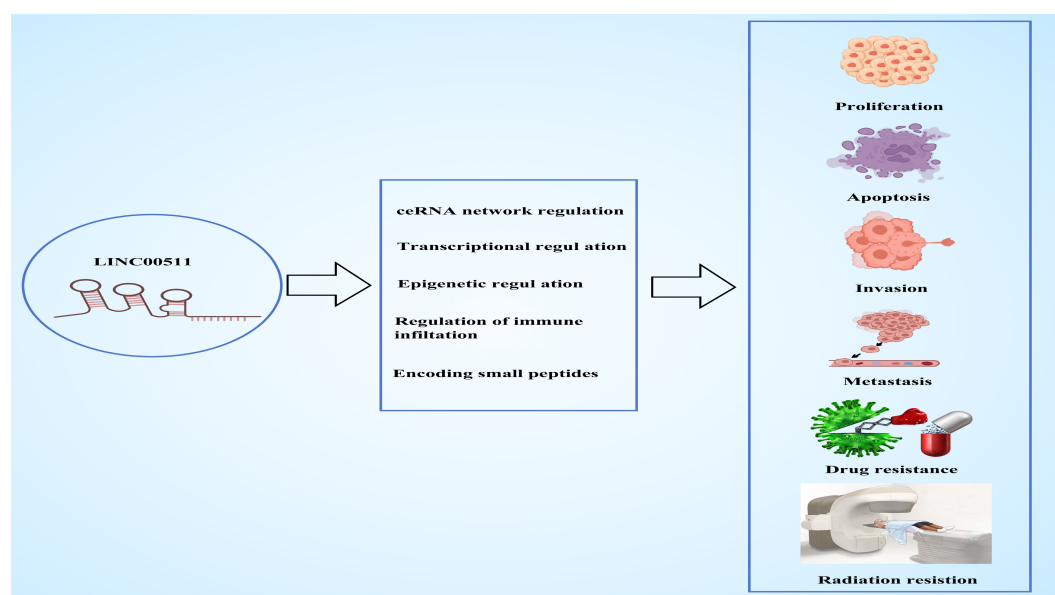 LINC00511
ceRNA network regulation
Transcriptional regul ation
Epigenetic regul ation
Regulation of immune
infiltation
Encoding small peptides
Proliferation
Apoptosis
Invasion
Metastasis
Drug resistance
Radiation resistion